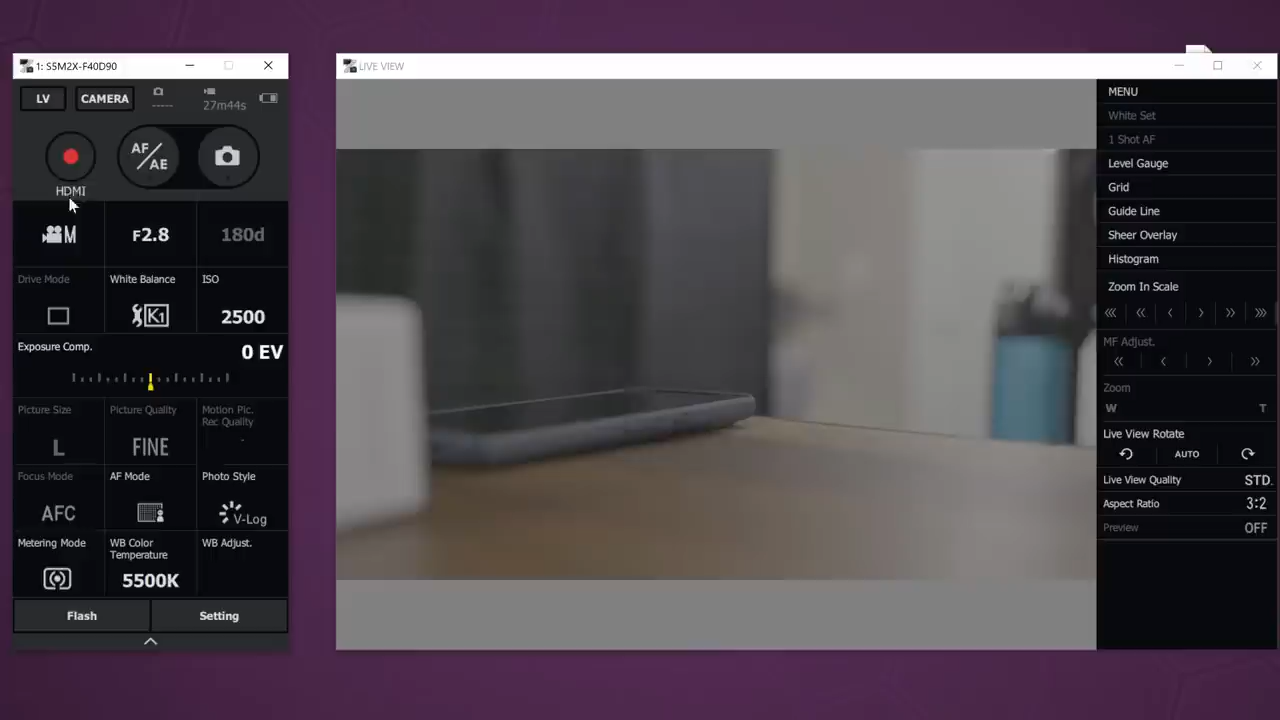 1: S5M2X-F40D90
LV
CAMERA
-----
27m44s
AF/AE
HDMI
M
F2.8
180d
Drive Mode
White Balance
ISO
K1
2500
Exposure Comp.
0 EV
Picture Size
Picture Quality
Motion Pic.
Rec Quality
L
FINE
-
Focus Mode
AF Mode
Photo Style
AFC
V-Log
Metering Mode
WB Color
Temperature
WB Adjust.
5500K
Flash
Setting
LIVE VIEW
MENU
White Set
1 Shot AF
Level Gauge
Grid
Guide Line
Sheer Overlay
Histogram
Zoom In Scale
MF Adjust.
Zoom
W T
Live View Rotate
AUTO
Live View Quality STD.
Aspect Ratio 3:2
Preview OFF